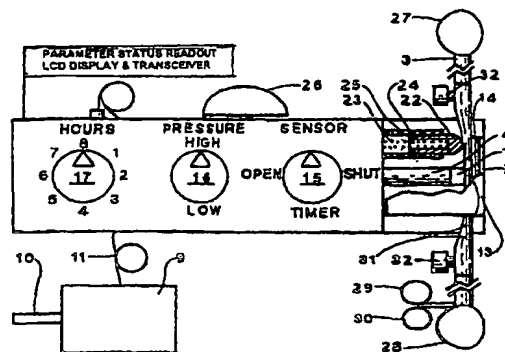 27
PARAMETER STATUS READOUT
LCD DISPLAY & TRANSCEIVER
3
32
26
25 24 14
23 22
HOURS PRESSURE SENSOR
8 HIGH
7 1
6 17 2 16 OPEN 15 SHUT
5 3
4 LOW TIMER
13
31
11 9 32
10 29
30
28